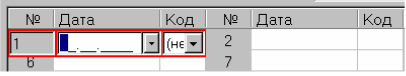 № Дата Код № Дата Код
1 _.__.____ (не 2
6 7